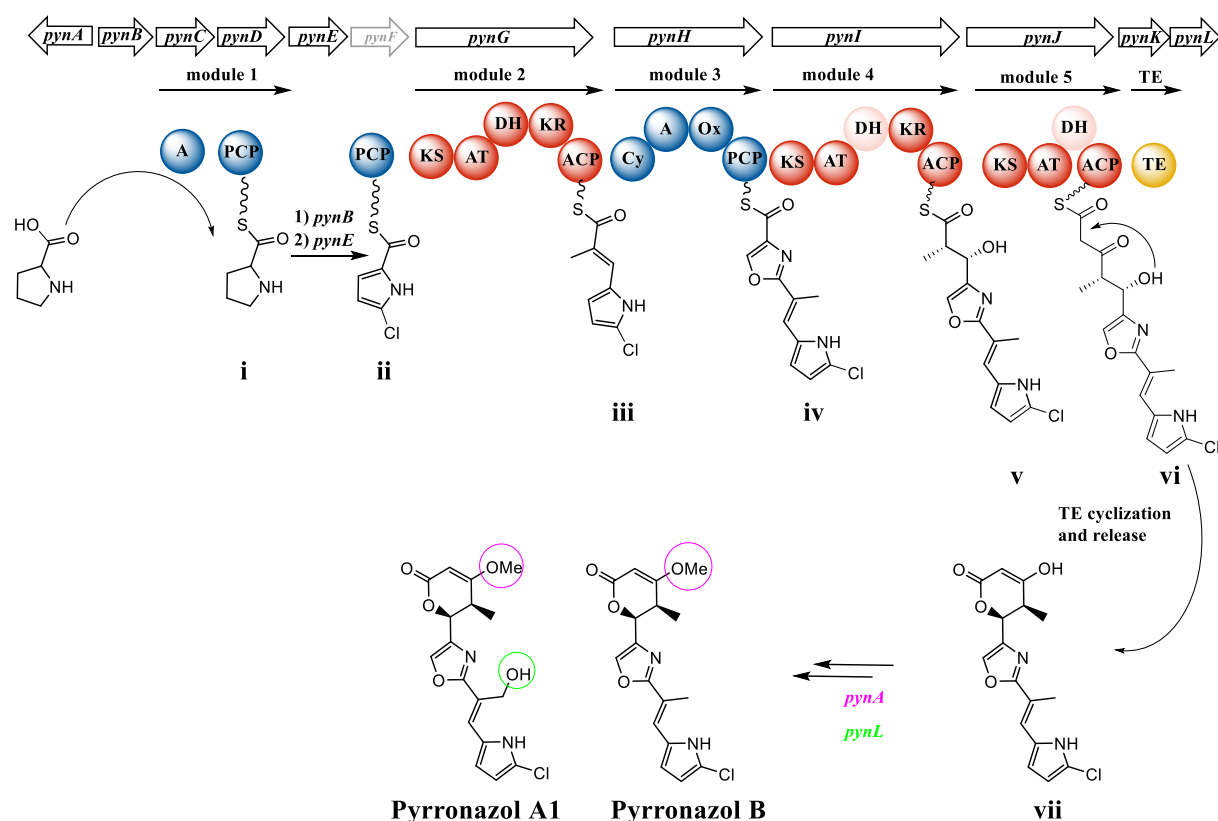 pynA pynB pynC pynD pynE pynF pynG pynH pynI pynJ pynK pynL
module 1 module 2 module 3 module 4 module 5 TE
A PCP PCP KS AT DH KR ACP Cy A Ox PCP KS AT DH KR ACP KS AT DH ACP TE
1) pynB
2) pynE
HO O NH
S O NH
S O NH Cl
S O NH Cl
S O N O NH Cl
S O OH N O NH Cl
S O O OH N O NH Cl
i ii iii iv v vi
TE cyclization
and release
O OMe O N O OH NH Cl
O OMe O N O NH Cl
O OH O N O NH Cl
pynA
pynL
Pyrronazol A1 Pyrronazol B vii